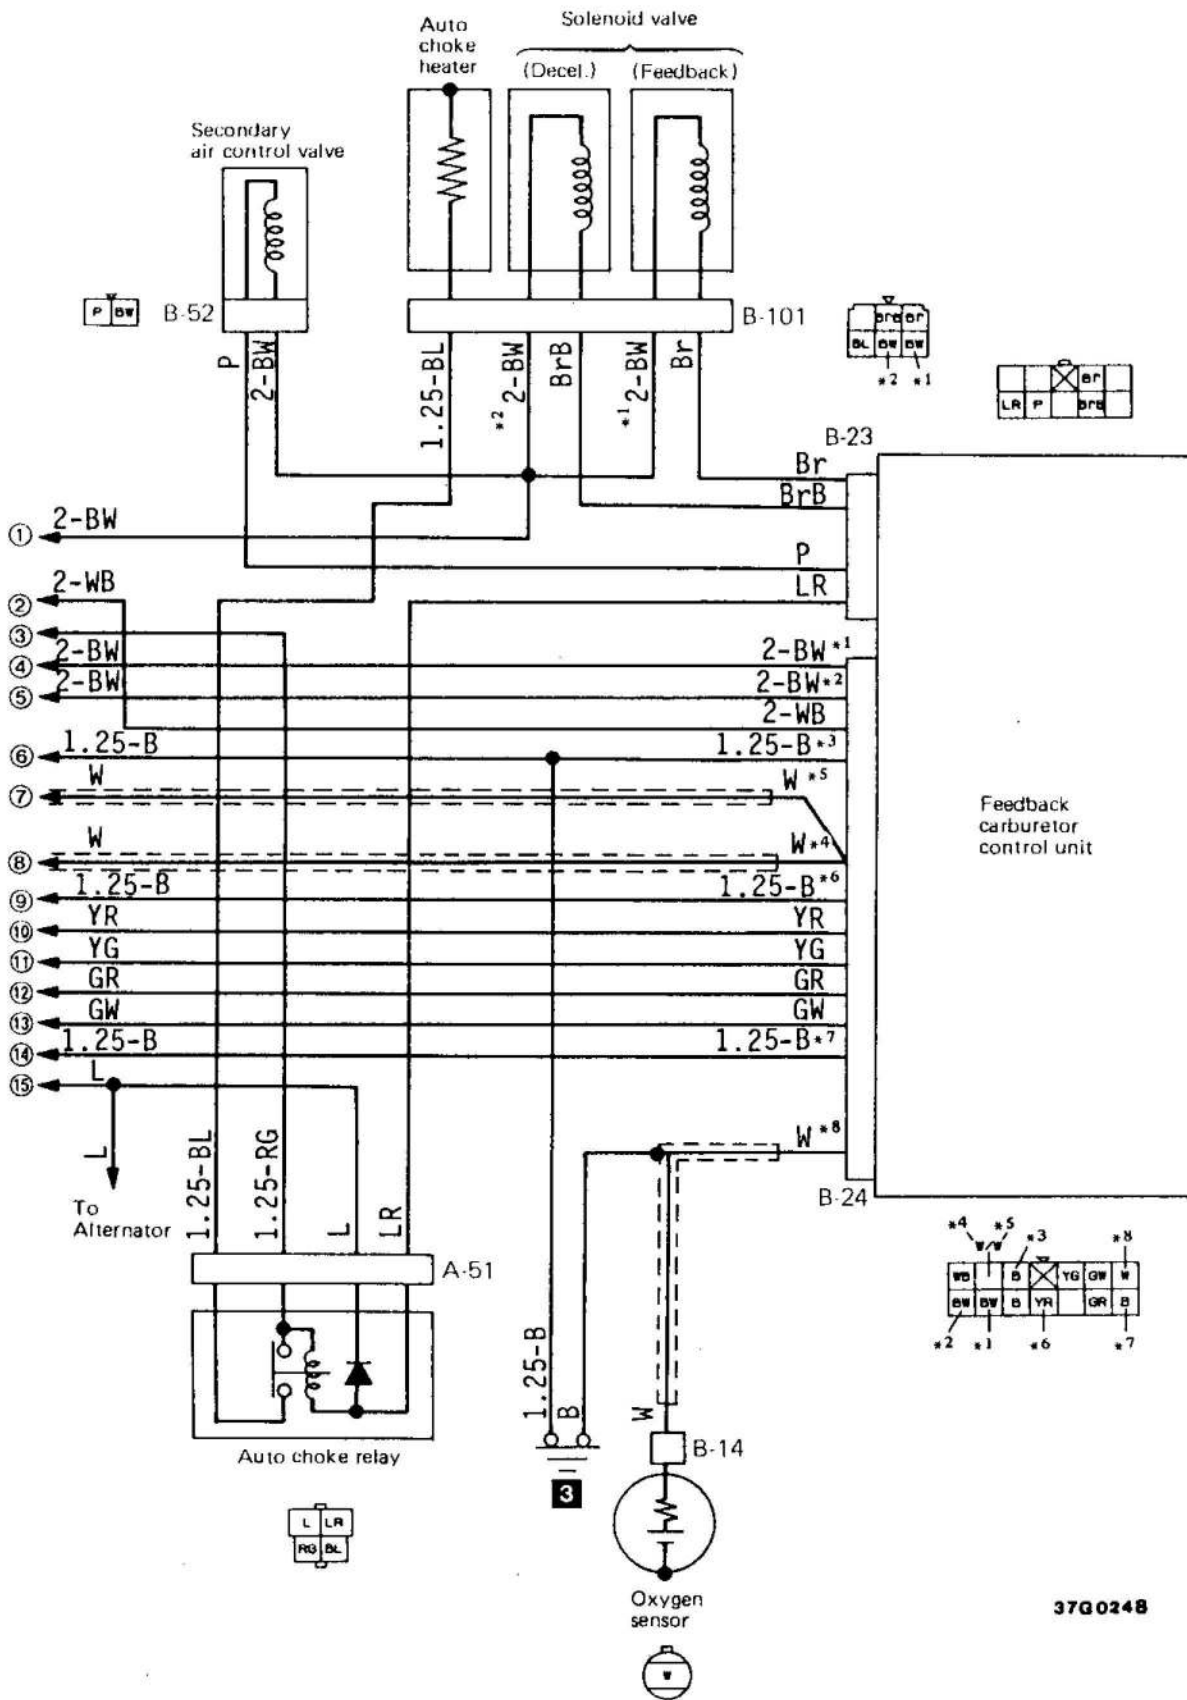 Solenoid valve
Auto
choke
heater
(Decel.)
(Feedback)
Secondary
air control valve
P BW
B-52
B-101
BrB Br
BL BW BW
*2 *1
Br
LR P BrB
P
2-BW
1.25-BL
*2 2-BW
BrB
*1 2-BW
Br
B-23
Br
BrB
① 2-BW
P
② 2-WB
LR
③
④ 2-BW
2-BW*1
⑤ 2-BW
2-BW*2
2-WB
⑥ 1.25-B
1.25-B*3
⑦ W
W *5
Feedback
carburetor
control unit
⑧ W
W*4
⑨ 1.25-B
1.25-B*6
⑩ YR
YR
⑪ YG
YG
⑫ GR
GR
⑬ GW
GW
⑭ 1.25-B
1.25-B*7
⑮ L
L
To
Alternator
1.25-BL
1.25-RG
L
LR
W *8
B-24
A-51
*4 *5 *3 *8
W W
WB B YG GW W
BW BW B YR GR B
*2 *1 *6 *7
1.25-B
B
W
B-14
Auto choke relay
3
L LR
RG BL
Oxygen
sensor
W
37G0248